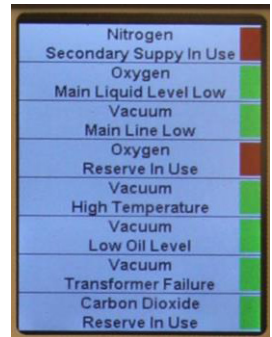 Nitrogen
Secondary Suppy In Use
Oxygen
Main Liquid Level Low
Vacuum
Main Line Low
Oxygen
Reserve In Use
Vacuum
High Temperature
Vacuum
Low Oil Level
Vacuum
Transformer Failure
Carbon Dioxide
Reserve In Use